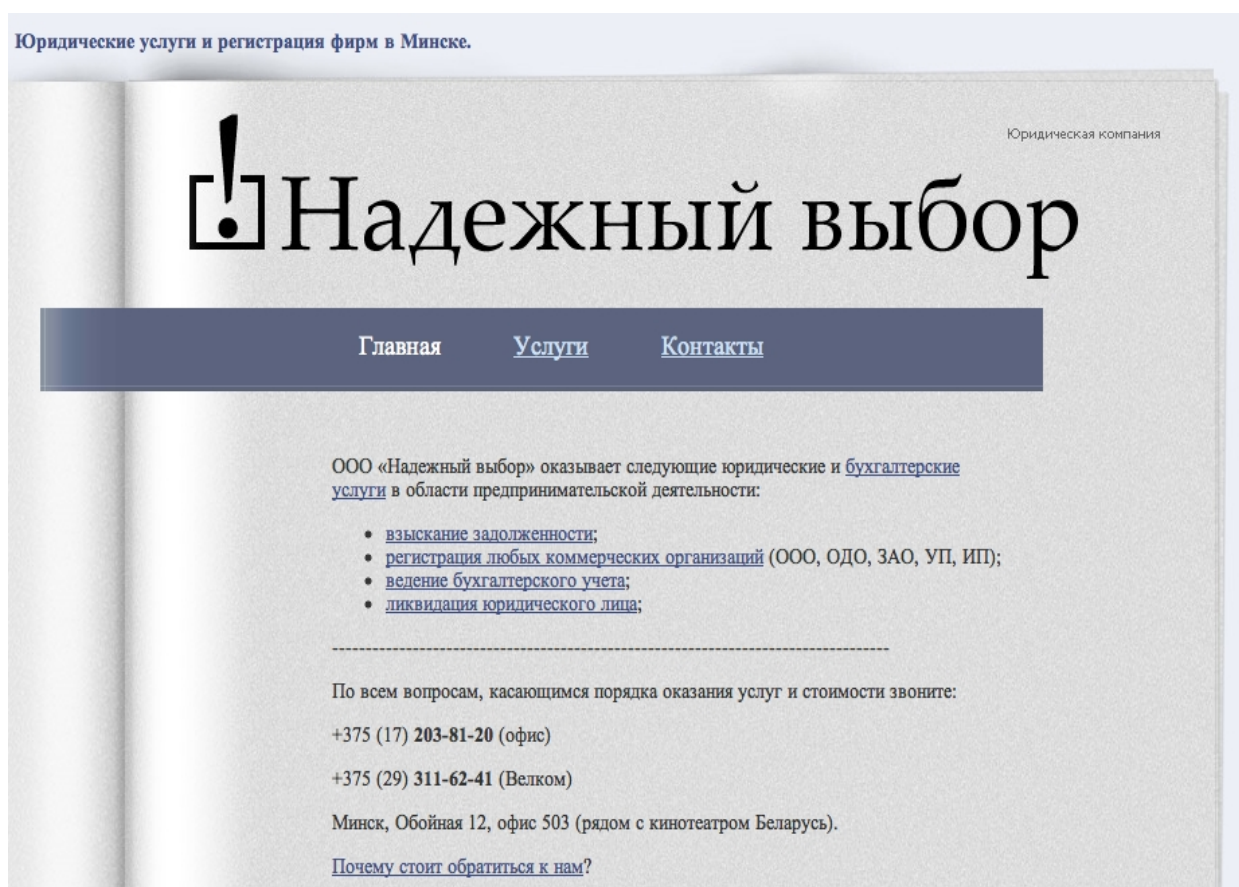 Юридические услуги и регистрация фирм в Минске.
Юридическая компания
[!] Надежный выбор
Главная Услуги Контакты
ООО «Надежный выбор» оказывает следующие юридические и бухгалтерские
услуги в области предпринимательской деятельности:
• взыскание задолженности;
• регистрация любых коммерческих организаций (ООО, ОДО, ЗАО, УП, ИП);
• ведение бухгалтерского учета;
• ликвидация юридического лица;
-----------------------------------------------------------------------------------
По всем вопросам, касающимся порядка оказания услуг и стоимости звоните:
+375 (17) 203-81-20 (офис)
+375 (29) 311-62-41 (Велком)
Минск, Обойная 12, офис 503 (рядом с кинотеатром Беларусь).
Почему стоит обратиться к нам?